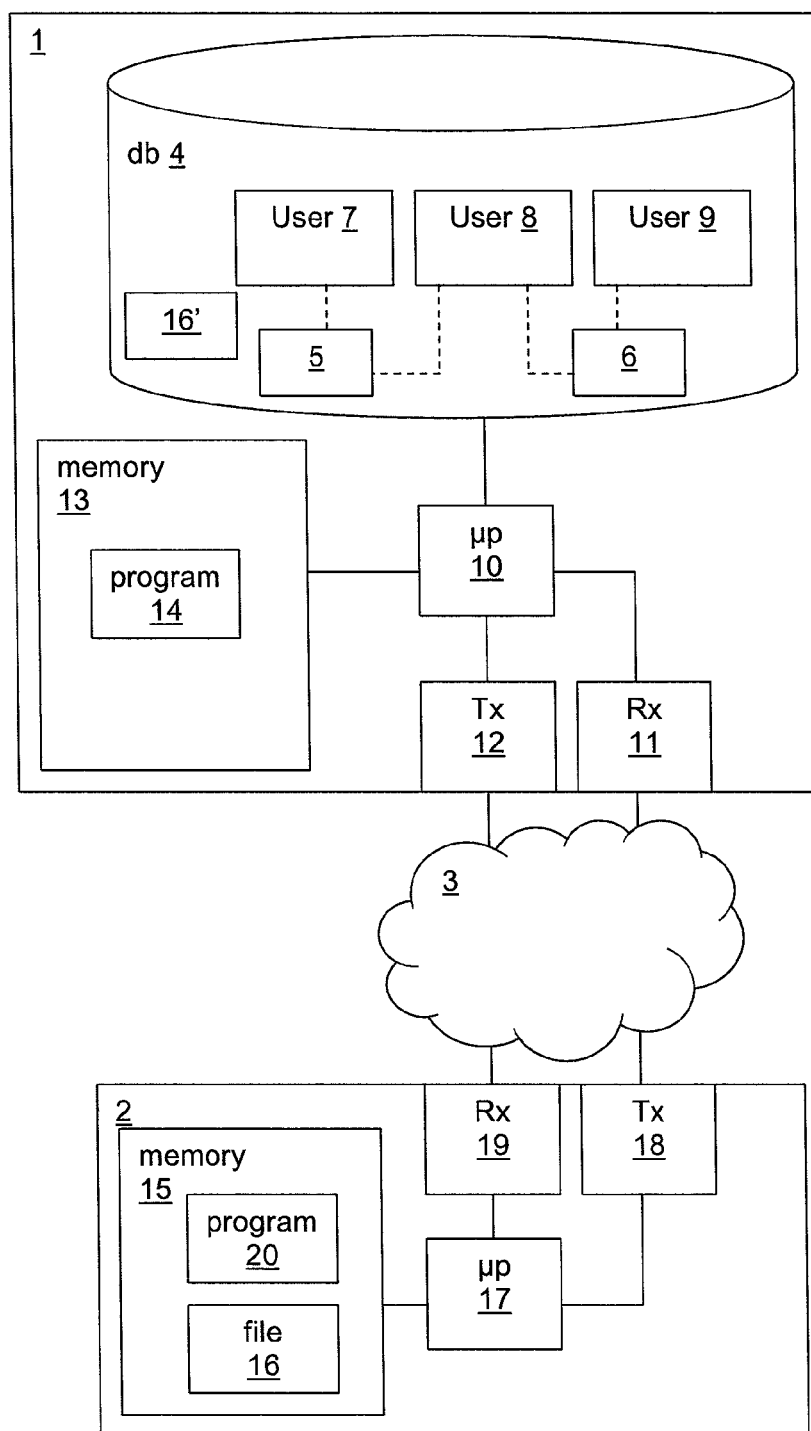 1
db 4
User 7
User 8
User 9
16'
5
6
memory
13
program
14
µp
10
Tx
12
Rx
11
3
2
memory
15
program
20
file
16
Rx
19
Tx
18
µp
17